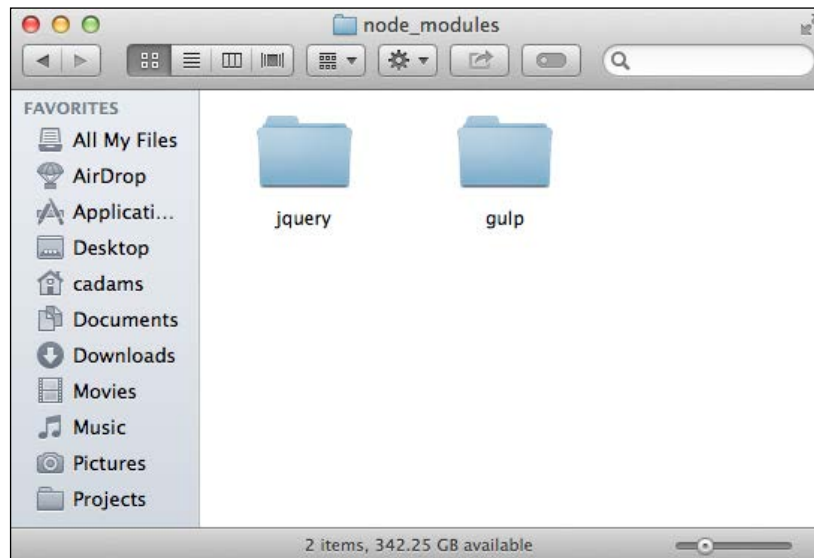 node_modules
FAVORITES
All My Files
AirDrop
Applicati...
Desktop
cadams
Documents
Downloads
Movies
Music
Pictures
Projects
jquery
gulp
2 items, 342.25 GB available